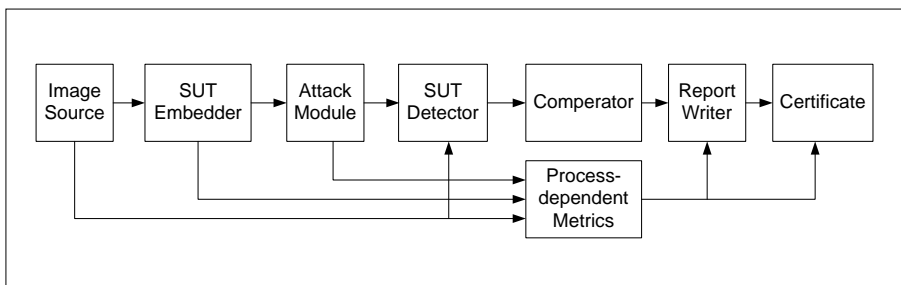 Image
Source
SUT
Embedder
Attack
Module
SUT
Detector
Comperator
Report
Writer
Certificate
Process-
dependent
Metrics